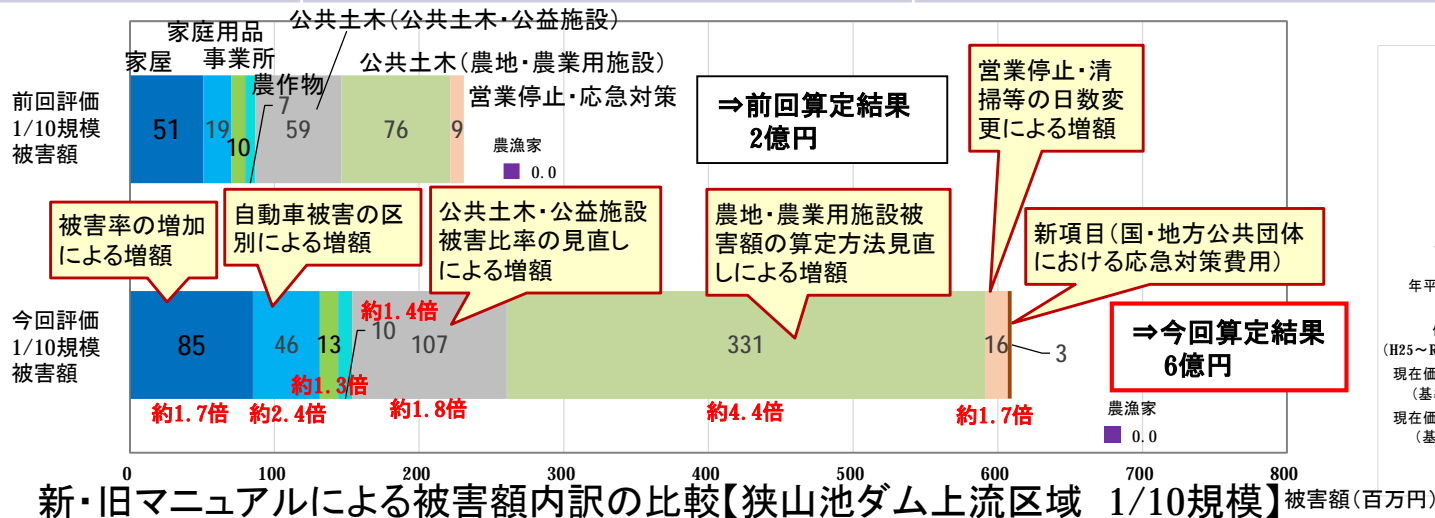 公共土木（公共土木・公益施設）
家庭用品
家屋
事業所
公共土木（農地・農業用施設）
農作物
営業停止・応急対策
前回評価
1/10規模
被害額
51
19
10
7
59
76
9
農漁家
0.0
⇒前回算定結果
2億円
営業停止・清
掃等の日数変
更による増額
被害率の増加
による増額
自動車被害の区
別による増額
公共土木・公益施設
被害比率の見直し
による増額
農地・農業用施設被
害額の算定方法見直
しによる増額
新項目（国・地方公共団体
における応急対策費用）
今回評価
1/10規模
被害額
85
46
13
10
107
331
16
3
約1.4倍
約1.3倍
約1.7倍
約2.4倍
約1.8倍
約4.4倍
約1.7倍
⇒今回算定結果
6億円
農漁家
0.0
0
100
200
300
400
500
600
700
800
新・旧マニュアルによる被害額内訳の比較【狭山池ダム上流区域 1/10規模】
被害額（百万円）
年平
（H25～R
現在価
（基
現在価
（基